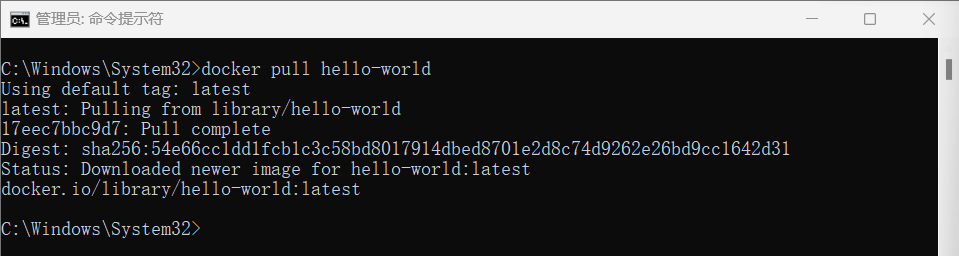 管理员: 命令提示符
C:\Windows\System32>docker pull hello-world
Using default tag: latest
latest: Pulling from library/hello-world
17eec7bbc9d7: Pull complete
Digest: sha256:54e66cc1dd1fcb1c3c58bd8017914dbed8701e2d8c74d9262e26bd9cc1642d31
Status: Downloaded newer image for hello-world:latest
docker.io/library/hello-world:latest
C:\Windows\System32>